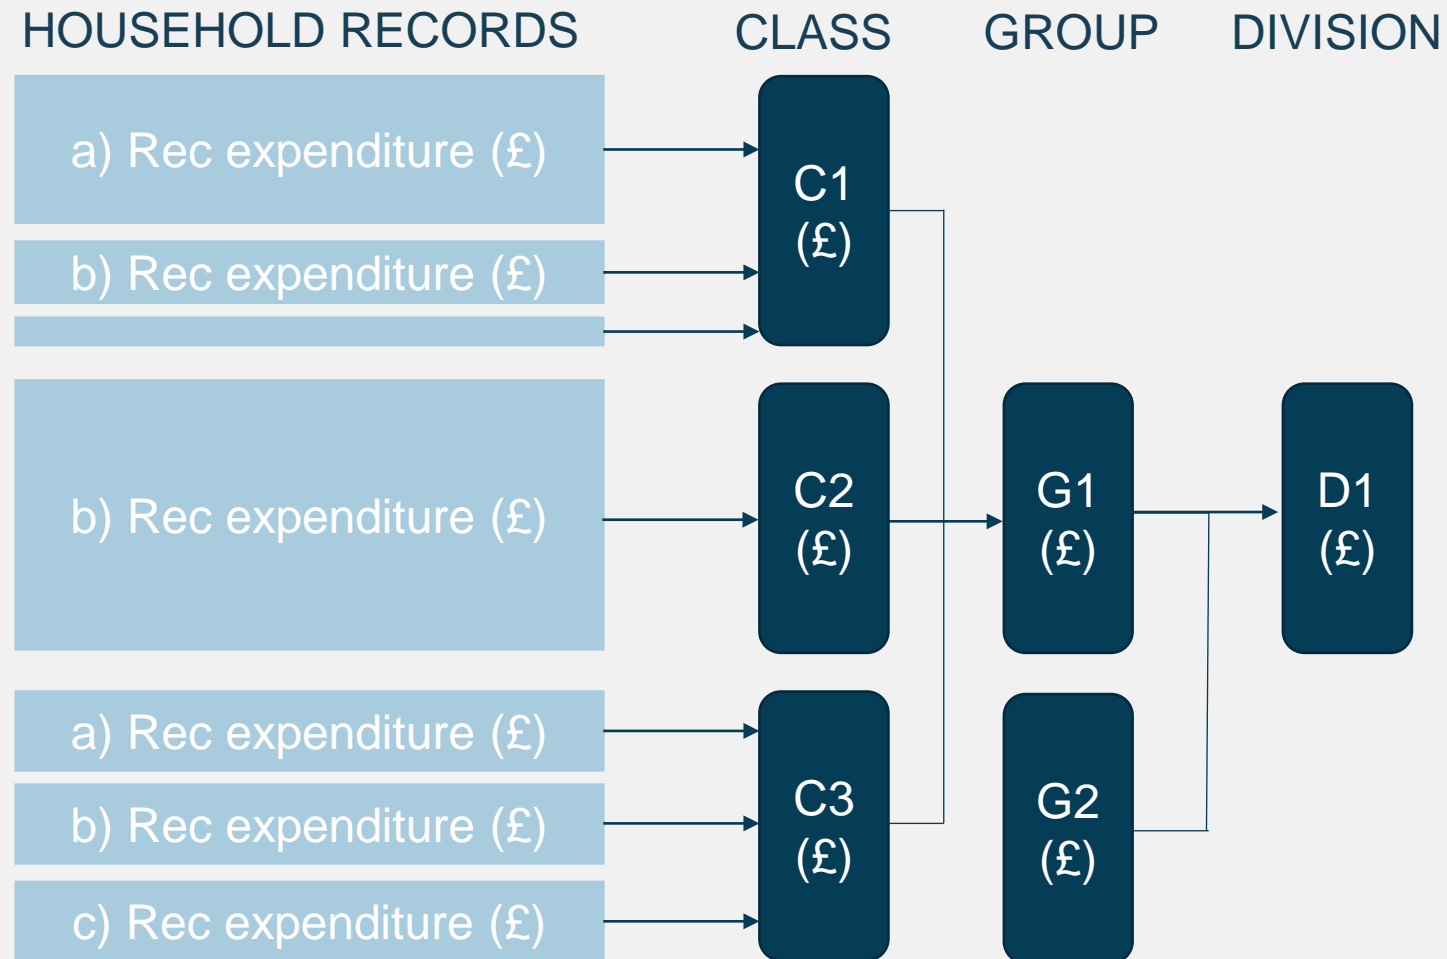 HOUSEHOLD RECORDS
CLASS
GROUP
DIVISION
a) Rec expenditure (£)
b) Rec expenditure (£)
C1
(£)
b) Rec expenditure (£)
C2
(£)
G1
(£)
D1
(£)
a) Rec expenditure (£)
b) Rec expenditure (£)
c) Rec expenditure (£)
C3
(£)
G2
(£)